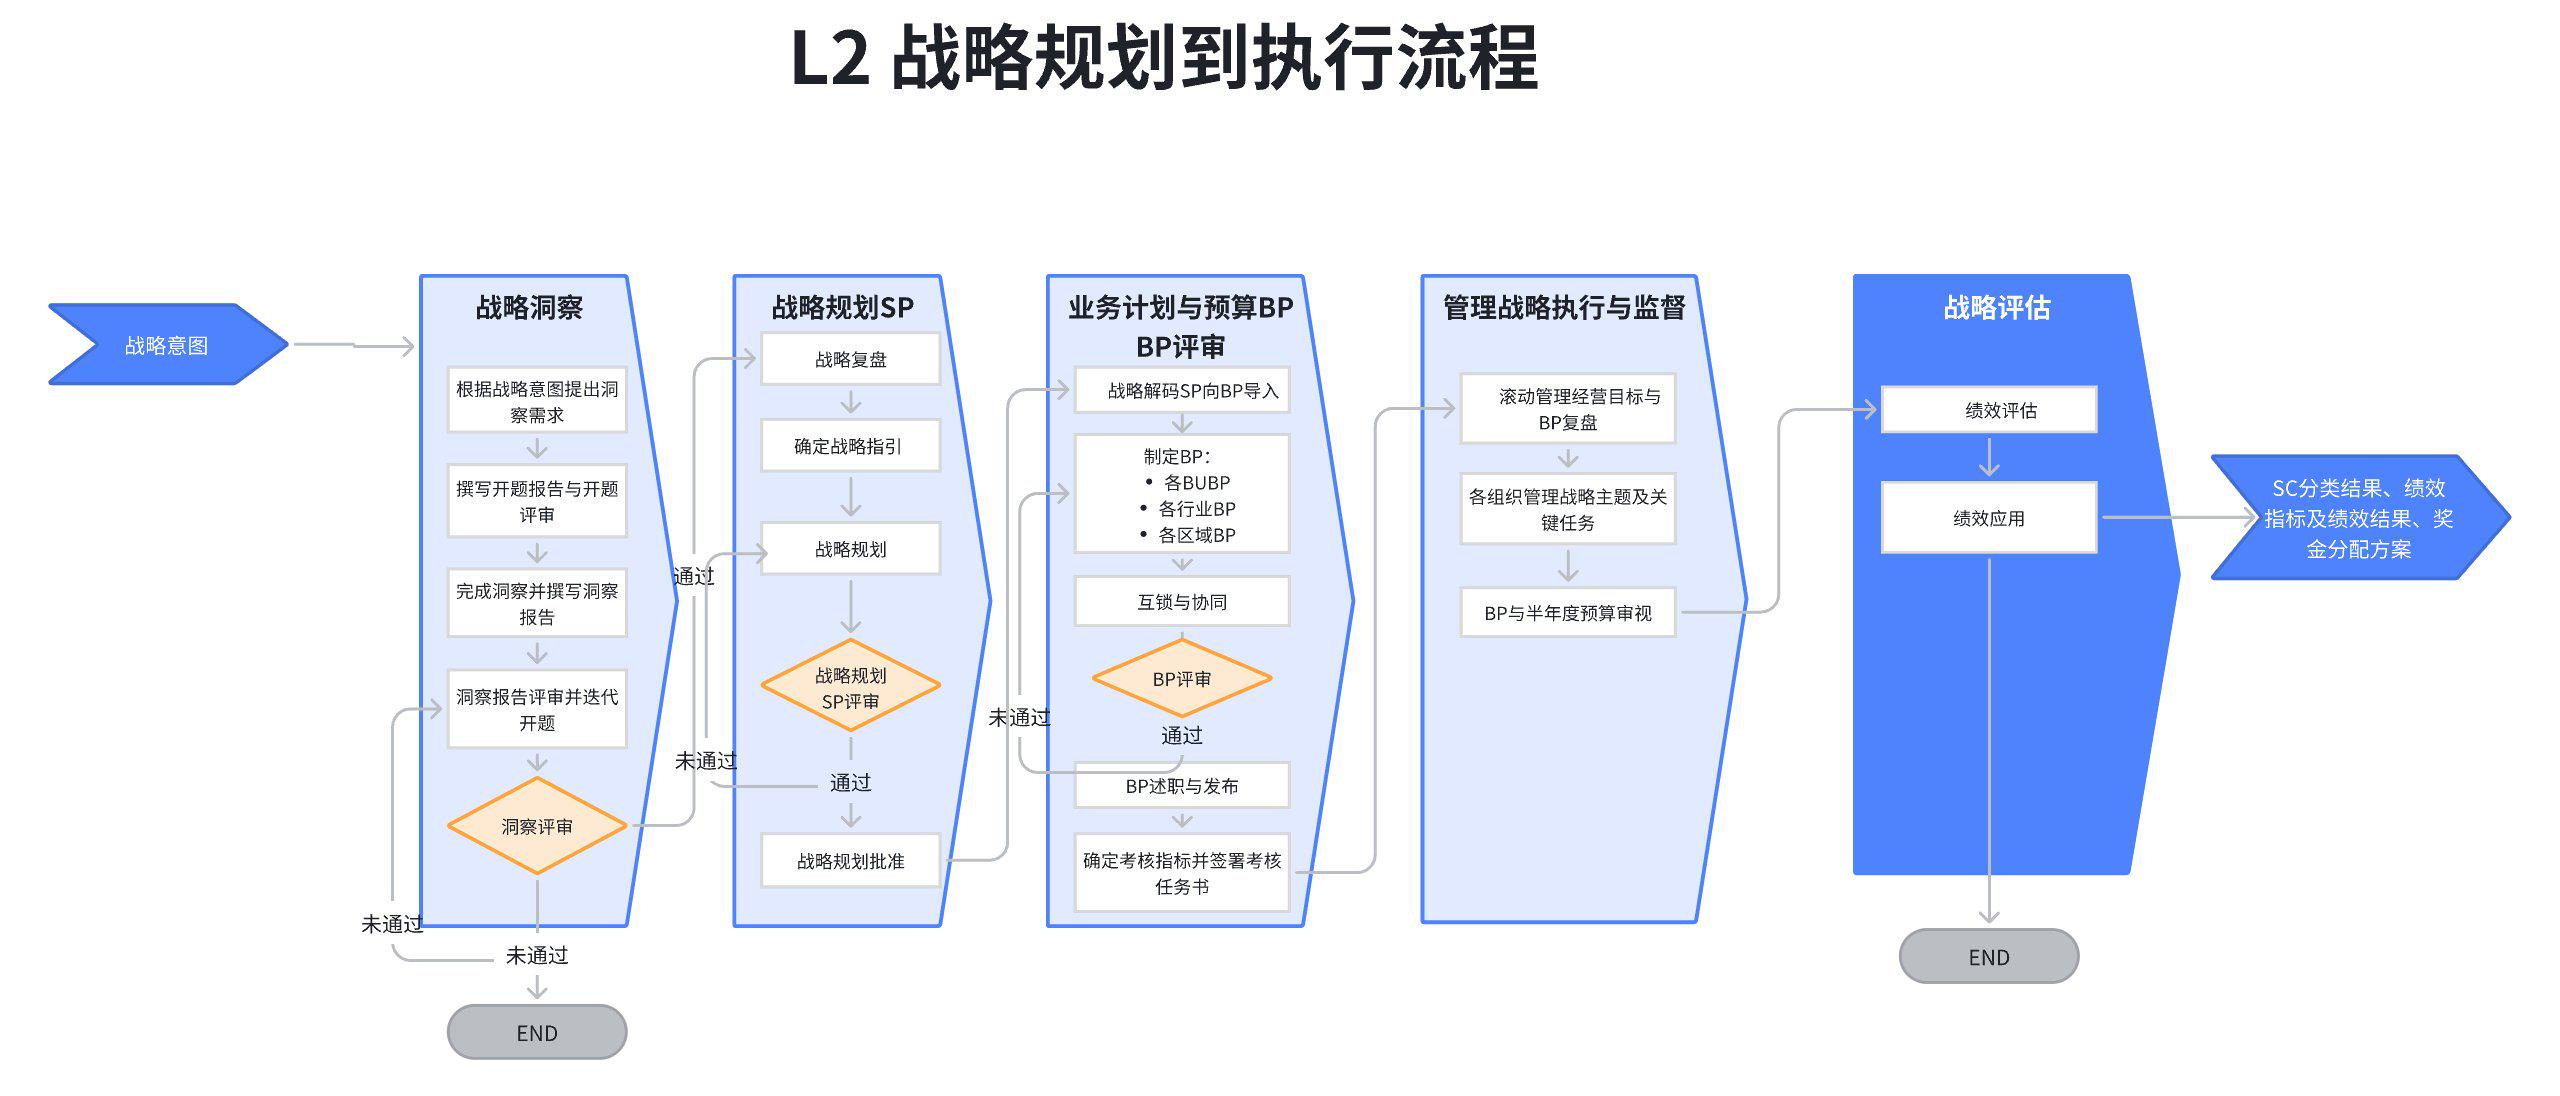 L2 战略规划到执行流程
战略意图
战略洞察
根据战略意图提出洞
察需求
撰写开题报告与开题
评审
完成洞察并撰写洞察
报告
洞察报告评审并迭代
开题
洞察评审
未通过
未通过
END
通过
战略规划SP
战略复盘
确定战略指引
战略规划
战略规划
SP评审
未通过
通过
战略规划批准
业务计划与预算BP
BP评审
战略解码SP向BP导入
制定BP：
• 各BUBP
• 各行业BP
• 各区域BP
互锁与协同
BP评审
未通过
通过
BP述职与发布
确定考核指标并签署考核
任务书
管理战略执行与监督
滚动管理经营目标与
BP复盘
各组织管理战略主题及关
键任务
BP与半年度预算审视
战略评估
绩效评估
绩效应用
END
SC分类结果、绩效
指标及绩效结果、奖
金分配方案